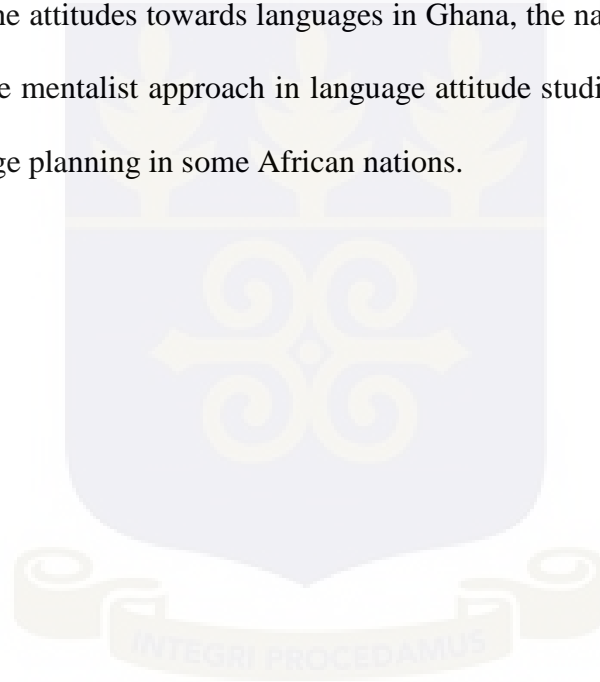 ne attitudes towards languages in Ghana, the na
e mentalist approach in language attitude studi
ge planning in some African nations.
INTEGRI PROCEDAMUS